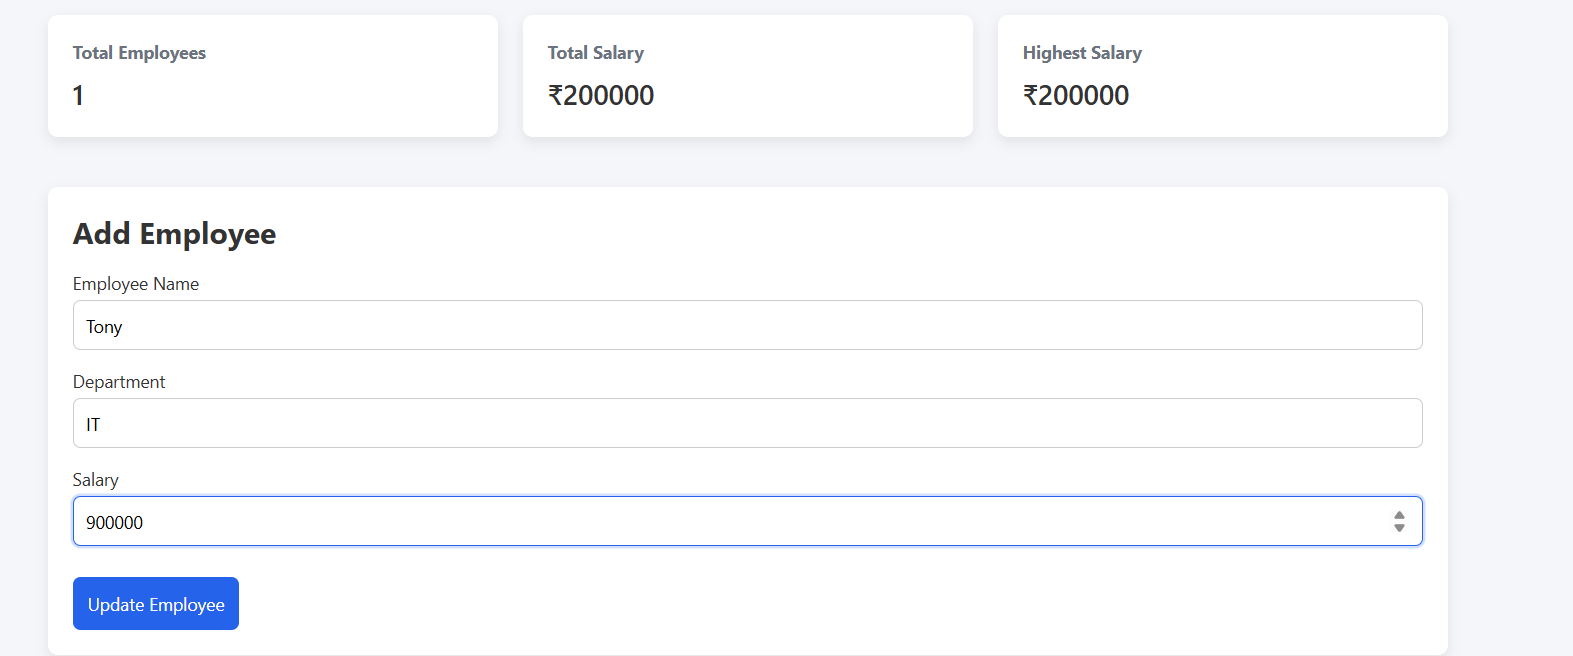 Total Employees
1
Total Salary
₹200000
Highest Salary
₹200000
Add Employee
Employee Name
Tony
Department
IT
Salary
900000
Update Employee